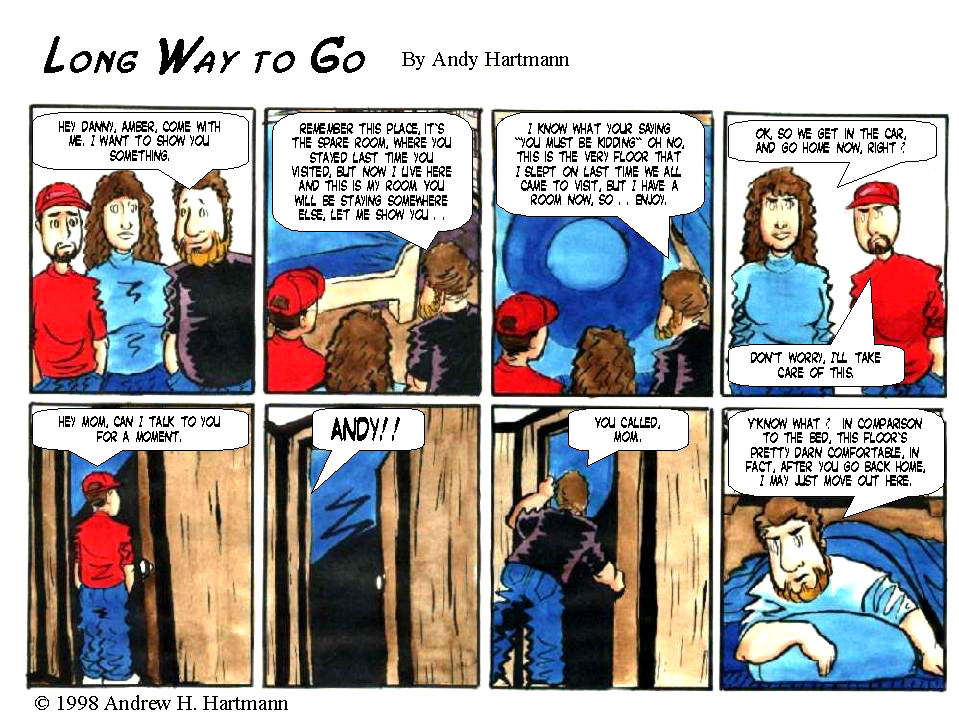 LONG WAY TO GO
By Andy Hartmann
HEY DANNY, AMBER, COME WITH
ME. I WANT TO SHOW YOU
SOMETHING.
REMEMBER THIS PLACE, IT'S
THE SPARE ROOM, WHERE YOU
STAYED LAST TIME YOU
VISITED, BUT NOW I LIVE HERE
AND THIS IS MY ROOM YOU
WILL BE STAYING SOMEWHERE
ELSE, LET ME SHOW YOU . .
I KNOW WHAT YOUR SAYING
"YOU MUST BE KIDDING" OH NO,
THIS IS THE VERY FLOOR THAT
I SLEPT ON LAST TIME WE ALL
CAME TO VISIT, BUT I HAVE A
ROOM NOW, SO . . ENJOY.
OK, SO WE GET IN THE CAR,
AND GO HOME NOW, RIGHT ?
DON'T WORRY, I'LL TAKE
CARE OF THIS.
HEY MOM, CAN I TALK TO YOU
FOR A MOMENT.
ANDY!!
YOU CALLED,
MOM.
Y'KNOW WHAT ? IN COMPARISON
TO THE BED, THIS FLOOR'S
PRETTY DARN COMFORTABLE, IN
FACT, AFTER YOU GO BACK HOME,
I MAY JUST MOVE OUT HERE.
© 1998 Andrew H. Hartmann